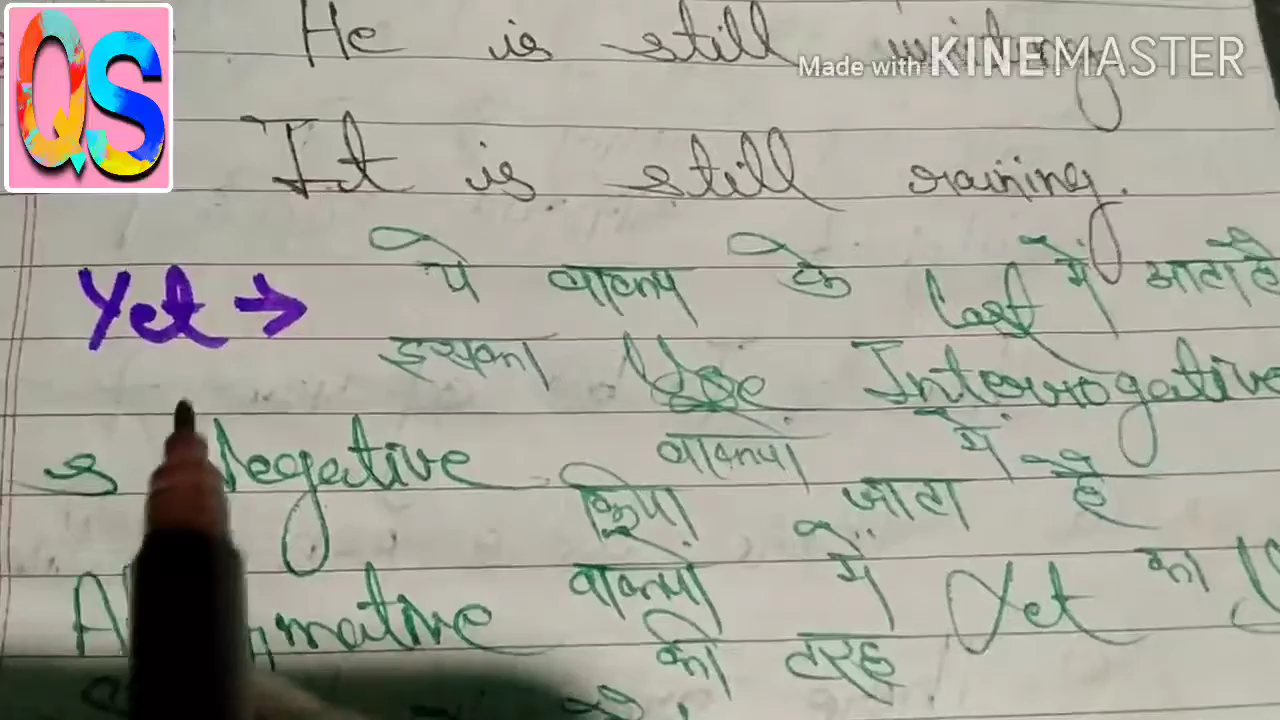 QS
He is still
Made with KINEMASTER
It is still raining.
Yet → ये वाक्य के Last में आता है
इसका Use Interrogative
व Negative वाक्यों में
किया जाता है
वाक्यों में Yet का
की तरह